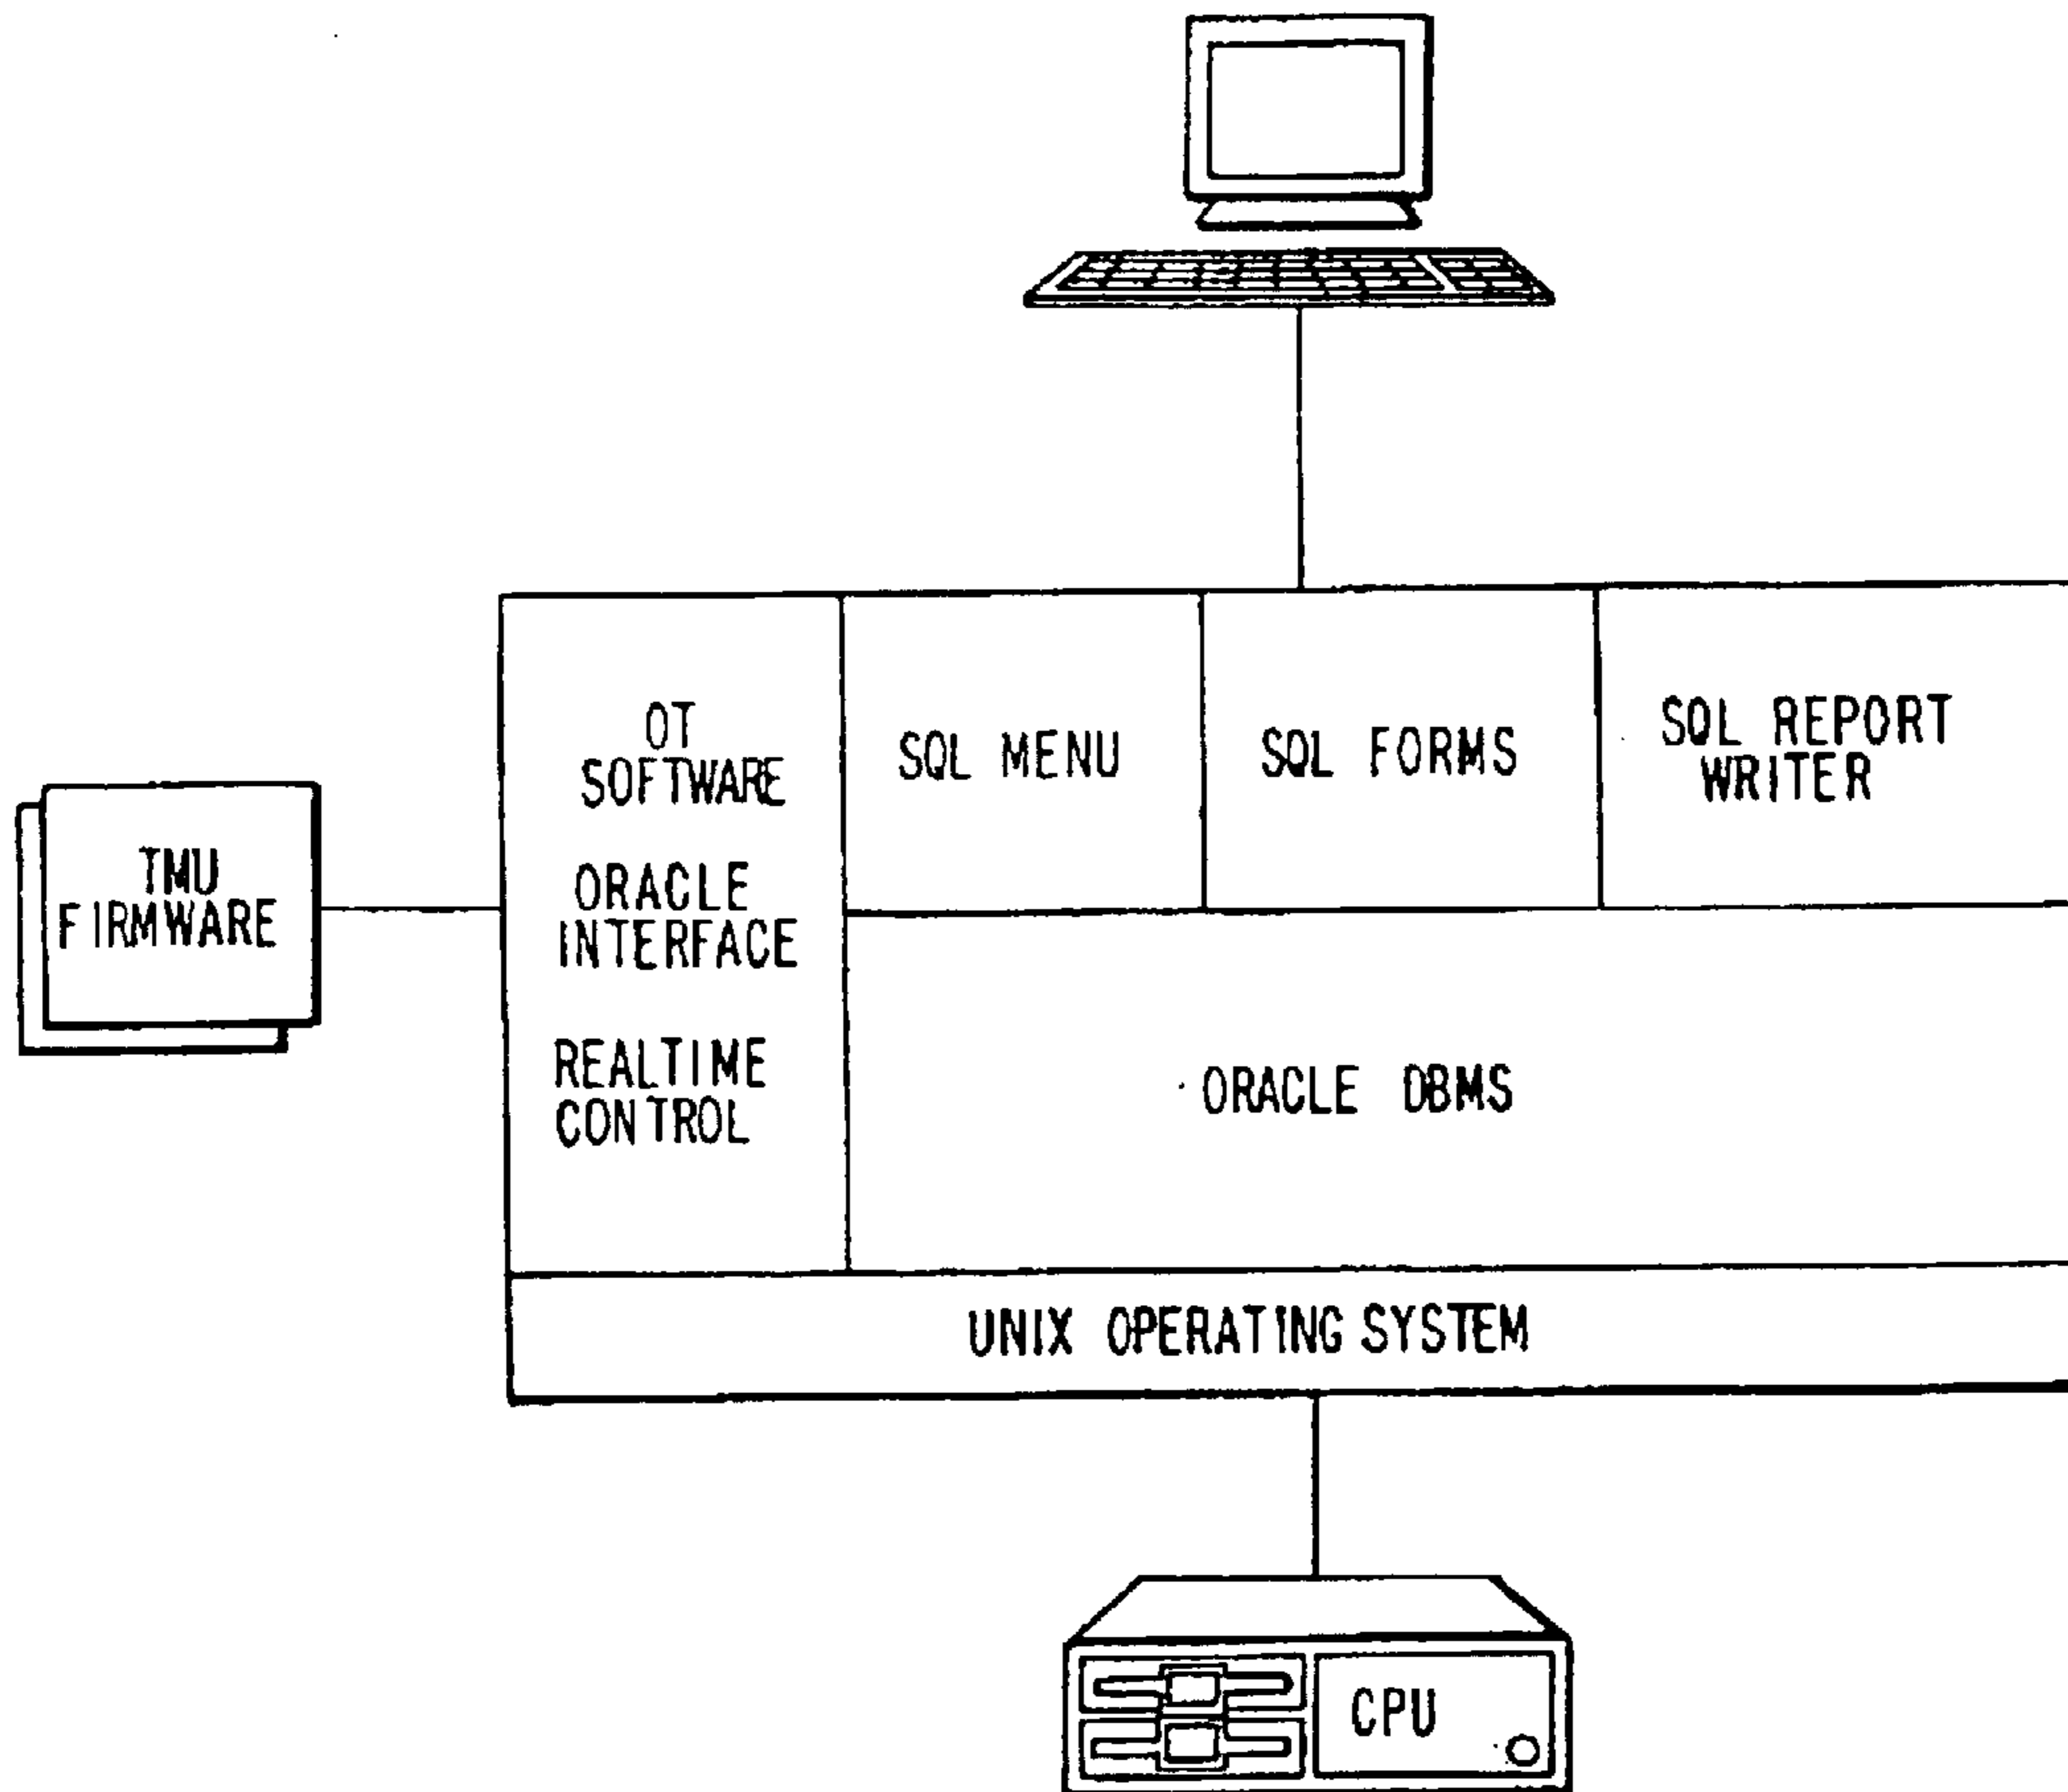 OT
SOFTWARE
ORACLE
INTERFACE
REALTIME
CONTROL
SQL MENU
SQL FORMS
SQL REPORT
WRITER
TMU
FIRMWARE
ORACLE DBMS
UNIX OPERATING SYSTEM
CPU